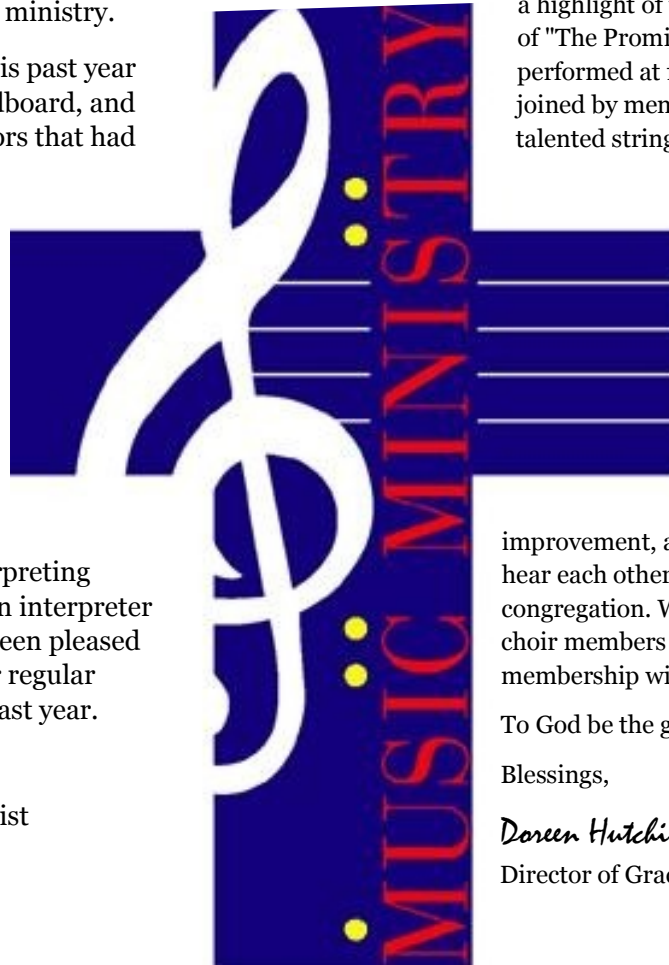 ministry.
is past year
lboard, and
ors that had
rpreting
n interpreter
een pleased
r regular
ast year.
ist
MUSIC MINISTRY
a highlight of
of "The Promi
performed at
joined by mem
talented string
improvement, a
hear each other
congregation. W
choir members
membership wi
To God be the g
Blessings,
Doreen Hutchi
Director of Grac